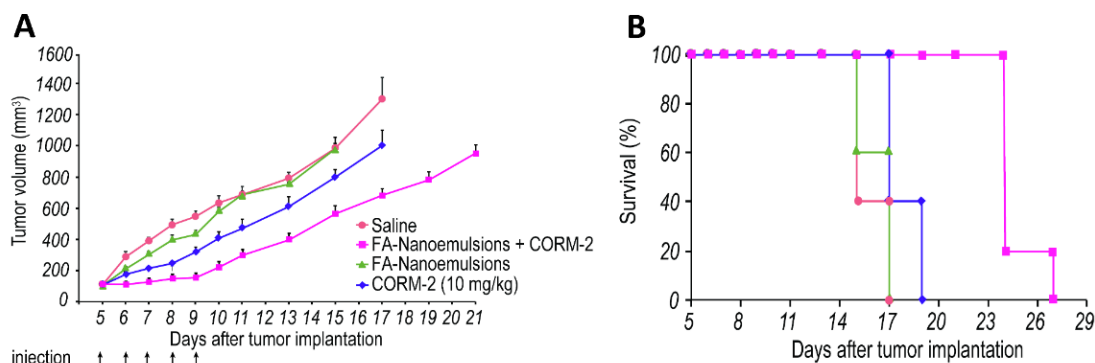 A
Tumor volume (mm³)
1600
1400
1200
1000
800
600
400
200
0
Saline
FA-Nanoemulsions + CORM-2
FA-Nanoemulsions
CORM-2 (10 mg/kg)
5 6 7 8 9 10 11 12 13 14 15 16 17 18 19 20 21
Days after tumor implantation
injection
B
Survival (%)
100
80
60
40
20
0
5 8 11 14 17 20 23 26 29
Days after tumor implantation